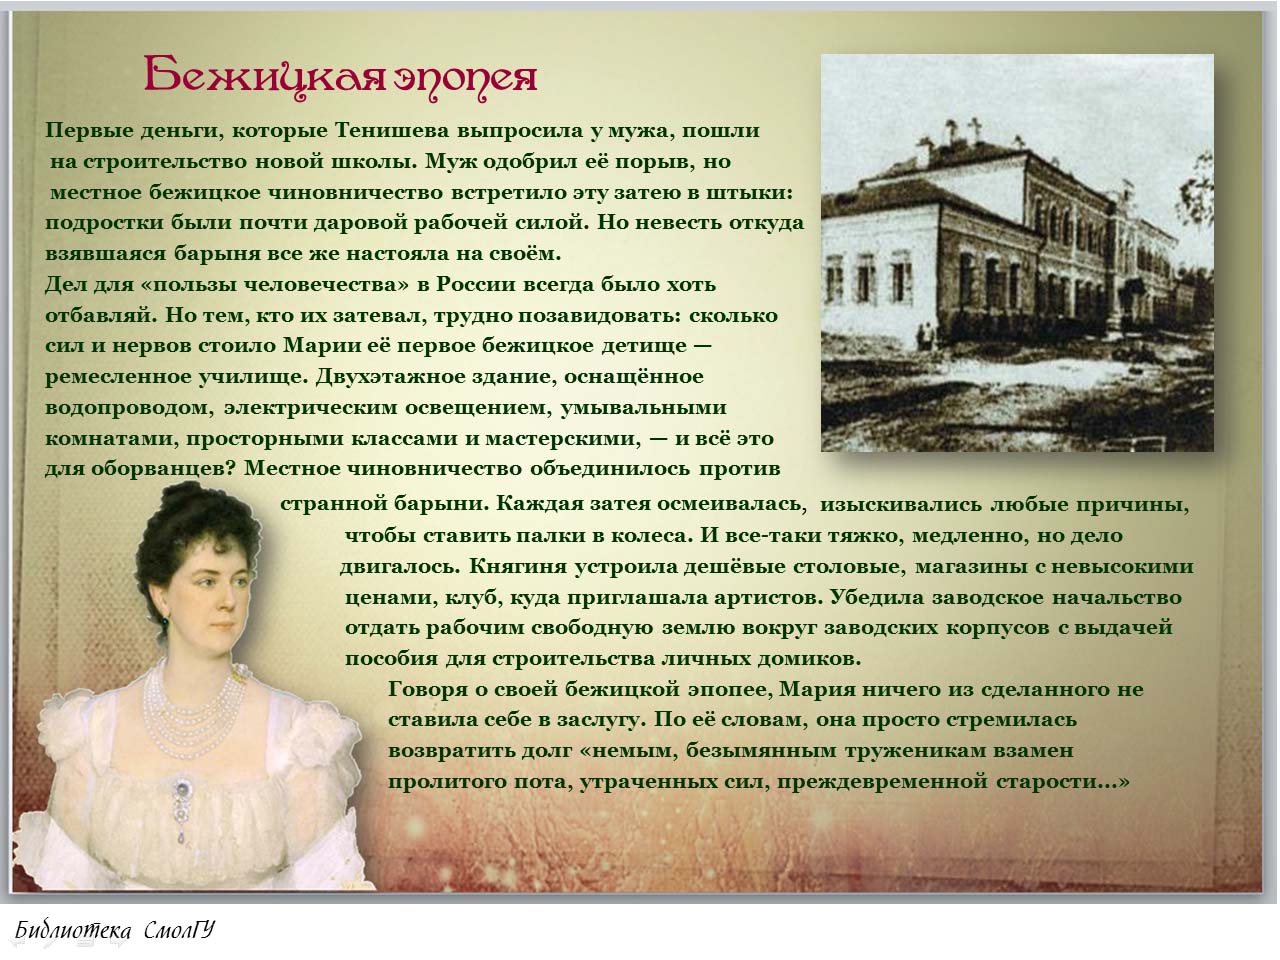 Бежицкая эпопея
Первые деньги, которые Тенишева выпросила у мужа, пошли
на строительство новой школы. Муж одобрил её порыв, но
местное бежицкое чиновничество встретило эту затею в штыки:
подростки были почти даровой рабочей силой. Но невесть откуда
взявшаяся барыня все же настояла на своём.
Дел для «пользы человечества» в России всегда было хоть
отбавляй. Но тем, кто их затевал, трудно позавидовать: сколько
сил и нервов стоило Марии её первое бежицкое детище —
ремесленное училище. Двухэтажное здание, оснащённое
водопроводом, электрическим освещением, умывальными
комнатами, просторными классами и мастерскими, — и всё это
для оборванцев? Местное чиновничество объединилось против
странной барыни. Каждая затея осмеивалась, изыскивались любые причины,
чтобы ставить палки в колеса. И все-таки тяжко, медленно, но дело
двигалось. Княгиня устроила дешёвые столовые, магазины с невысокими
ценами, клуб, куда приглашала артистов. Убедила заводское начальство
отдать рабочим свободную землю вокруг заводских корпусов с выдачей
пособия для строительства личных домиков.
Говоря о своей бежицкой эпопее, Мария ничего из сделанного не
ставила себе в заслугу. По её словам, она просто стремилась
возвратить долг «немым, безымянным труженикам взамен
пролитого пота, утраченных сил, преждевременной старости...»
Библиотека СмолГУ